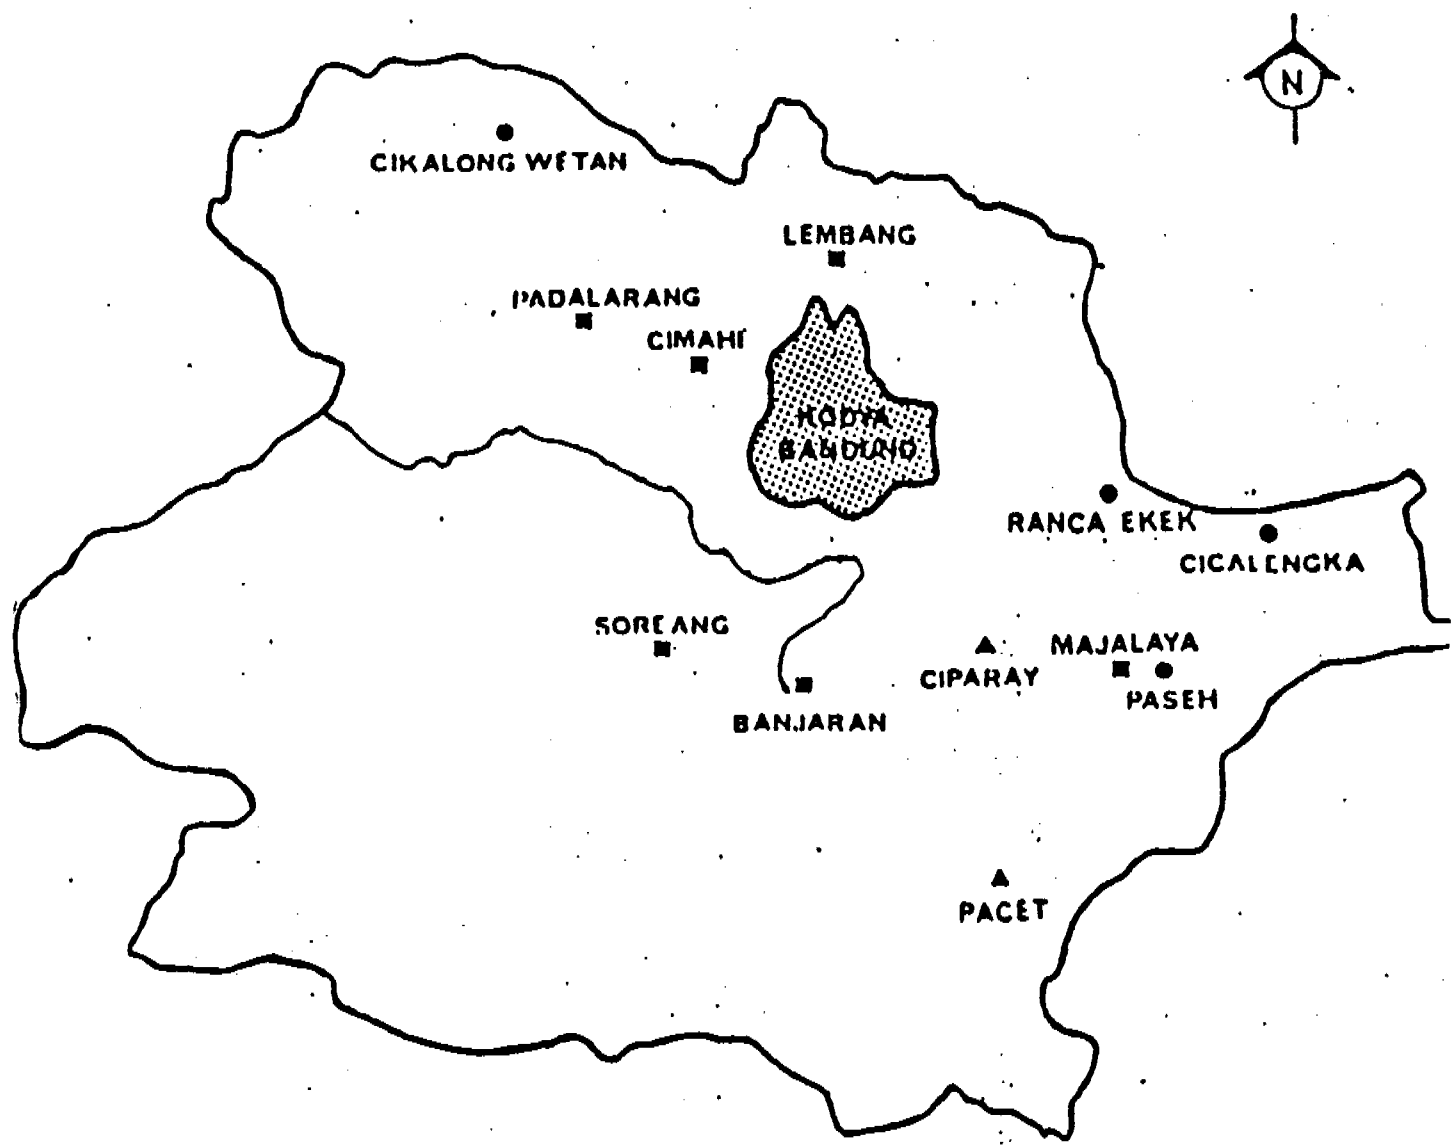 N
CIKALONG WETAN
LEMBANG
PADALARANG
CIMAHI
KODYA
BANDUNG
RANCA EKEK
CICALENGKA
SOREANG
MAJALAYA
CIPARAY
PASEH
BANJARAN
PACET